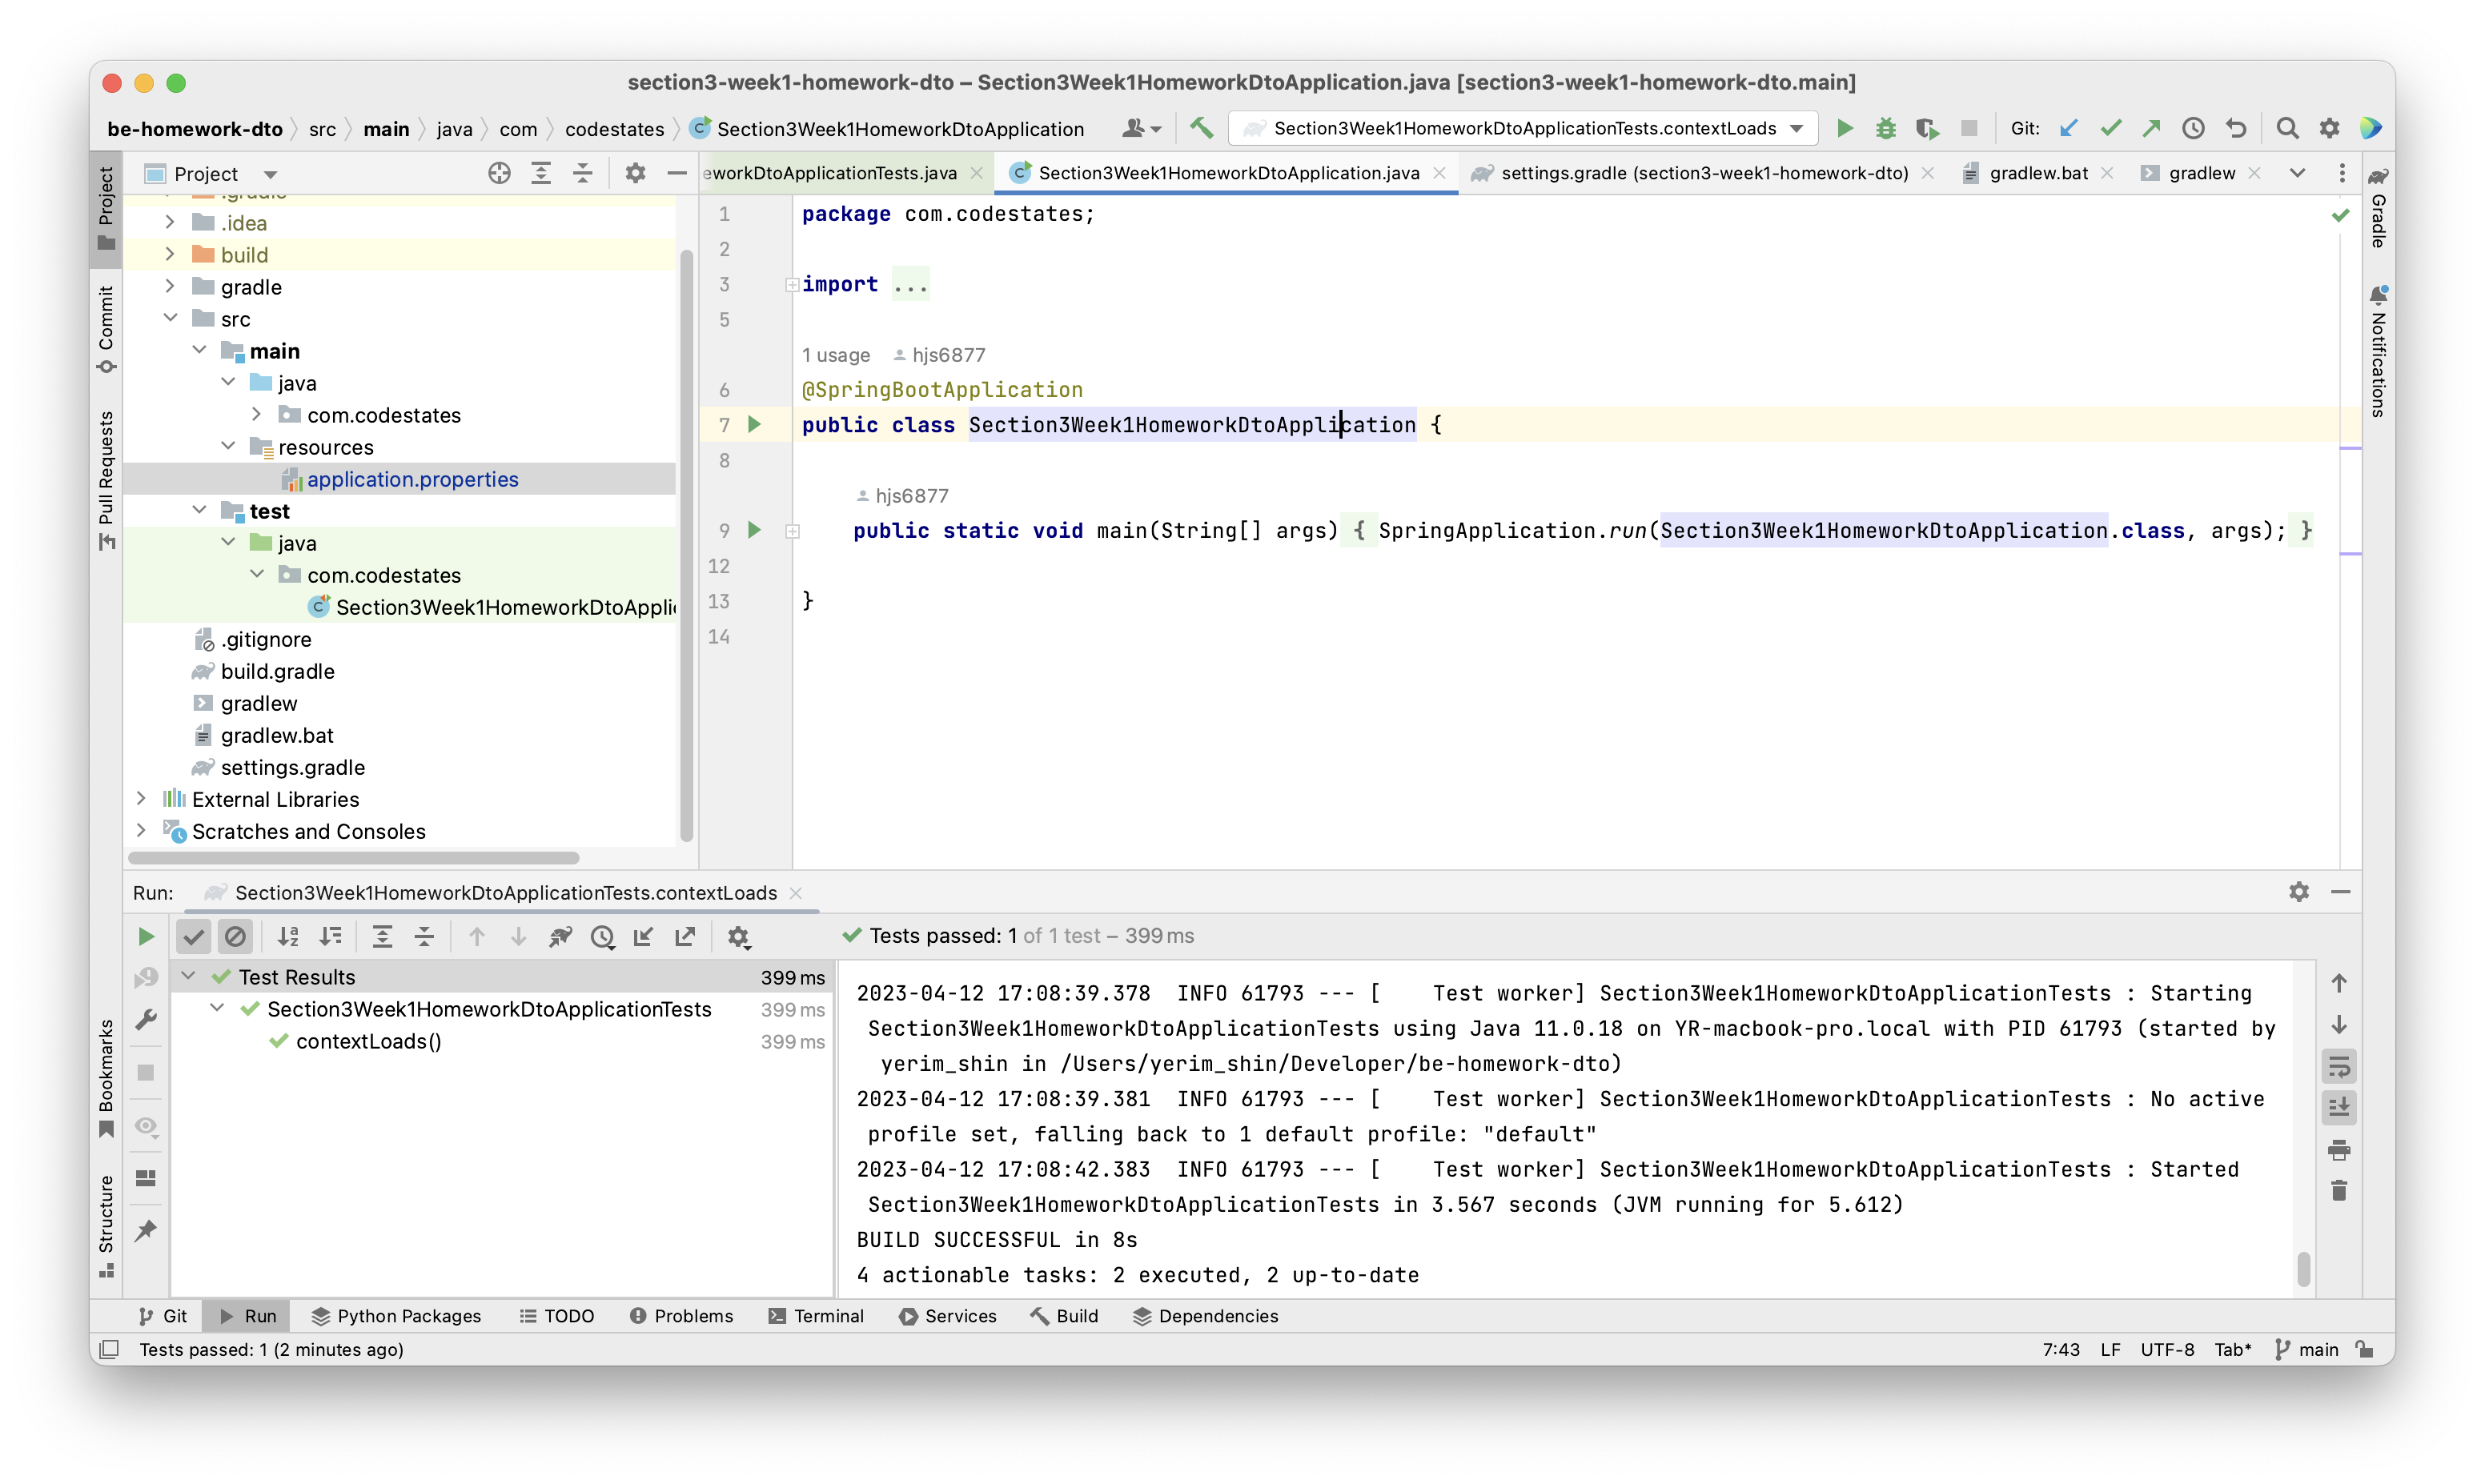 section3-week1-homework-dto – Section3Week1HomeworkDtoApplication.java [section3-week1-homework-dto.main]
be-homework-dto
src
main
java
com
codestates
Section3Week1HomeworkDtoApplication
Section3Week1HomeworkDtoApplicationTests.contextLoads
Git:
Project
eworkDtoApplicationTests.java
Section3Week1HomeworkDtoApplication.java
settings.gradle (section3-week1-homework-dto)
gradlew.bat
gradlew
Project
Commit
Pull Requests
Bookmarks
Structure
.gradle
.idea
build
gradle
src
main
java
com.codestates
resources
application.properties
test
java
com.codestates
Section3Week1HomeworkDtoAppli
.gitignore
build.gradle
gradlew
gradlew.bat
settings.gradle
External Libraries
Scratches and Consoles
1 package com.codestates;
2
3 import ...
5
1 usage hjs6877
6 @SpringBootApplication
7 public class Section3Week1HomeworkDtoApplication {
8
hjs6877
9 public static void main(String[] args) { SpringApplication.run(Section3Week1HomeworkDtoApplication.class, args); }
12
13 }
14
Gradle
Notifications
Run: Section3Week1HomeworkDtoApplicationTests.contextLoads
Tests passed: 1 of 1 test – 399 ms
Test Results 399 ms
Section3Week1HomeworkDtoApplicationTests 399 ms
contextLoads() 399 ms
2023-04-12 17:08:39.378  INFO 61793 --- [    Test worker] Section3Week1HomeworkDtoApplicationTests : Starting
Section3Week1HomeworkDtoApplicationTests using Java 11.0.18 on YR-macbook-pro.local with PID 61793 (started by
yerim_shin in /Users/yerim_shin/Developer/be-homework-dto)
2023-04-12 17:08:39.381  INFO 61793 --- [    Test worker] Section3Week1HomeworkDtoApplicationTests : No active
profile set, falling back to 1 default profile: "default"
2023-04-12 17:08:42.383  INFO 61793 --- [    Test worker] Section3Week1HomeworkDtoApplicationTests : Started
Section3Week1HomeworkDtoApplicationTests in 3.567 seconds (JVM running for 5.612)
BUILD SUCCESSFUL in 8s
4 actionable tasks: 2 executed, 2 up-to-date
Git
Run
Python Packages
TODO
Problems
Terminal
Services
Build
Dependencies
Tests passed: 1 (2 minutes ago)
7:43
LF
UTF-8
Tab*
main